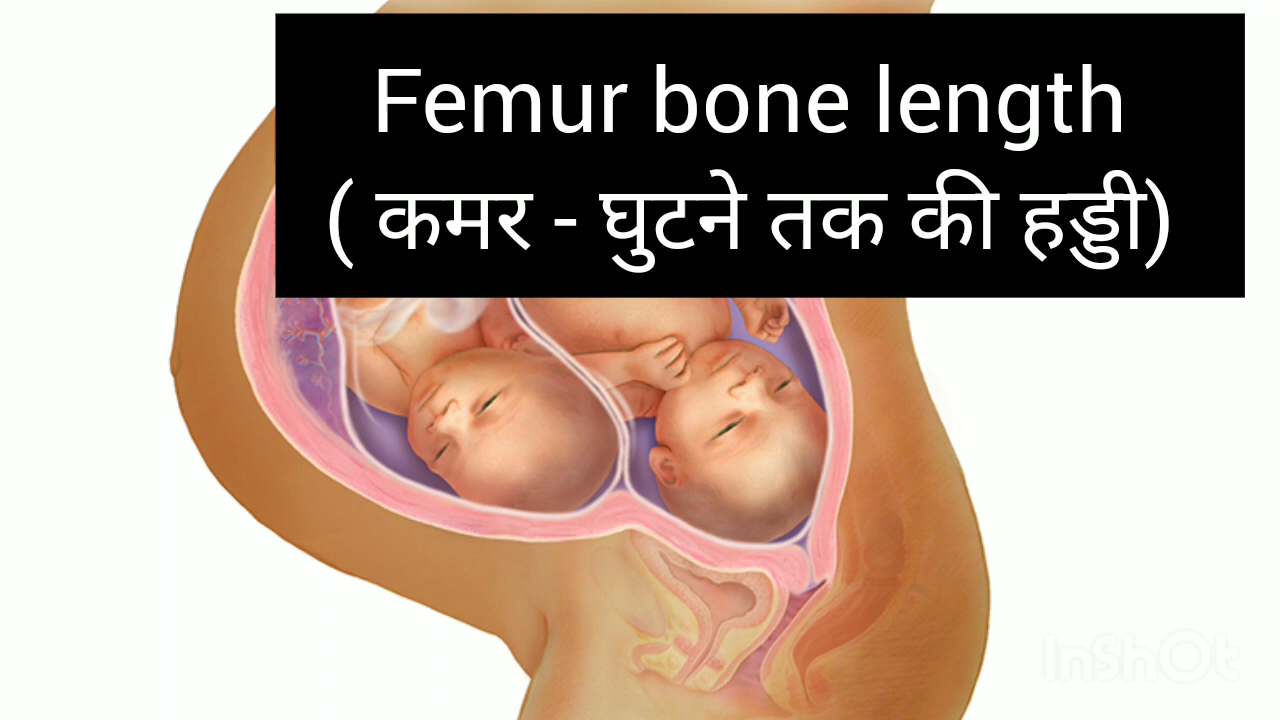 Femur bone length
( कमर - घुटने तक की हड्डी)
InShOt